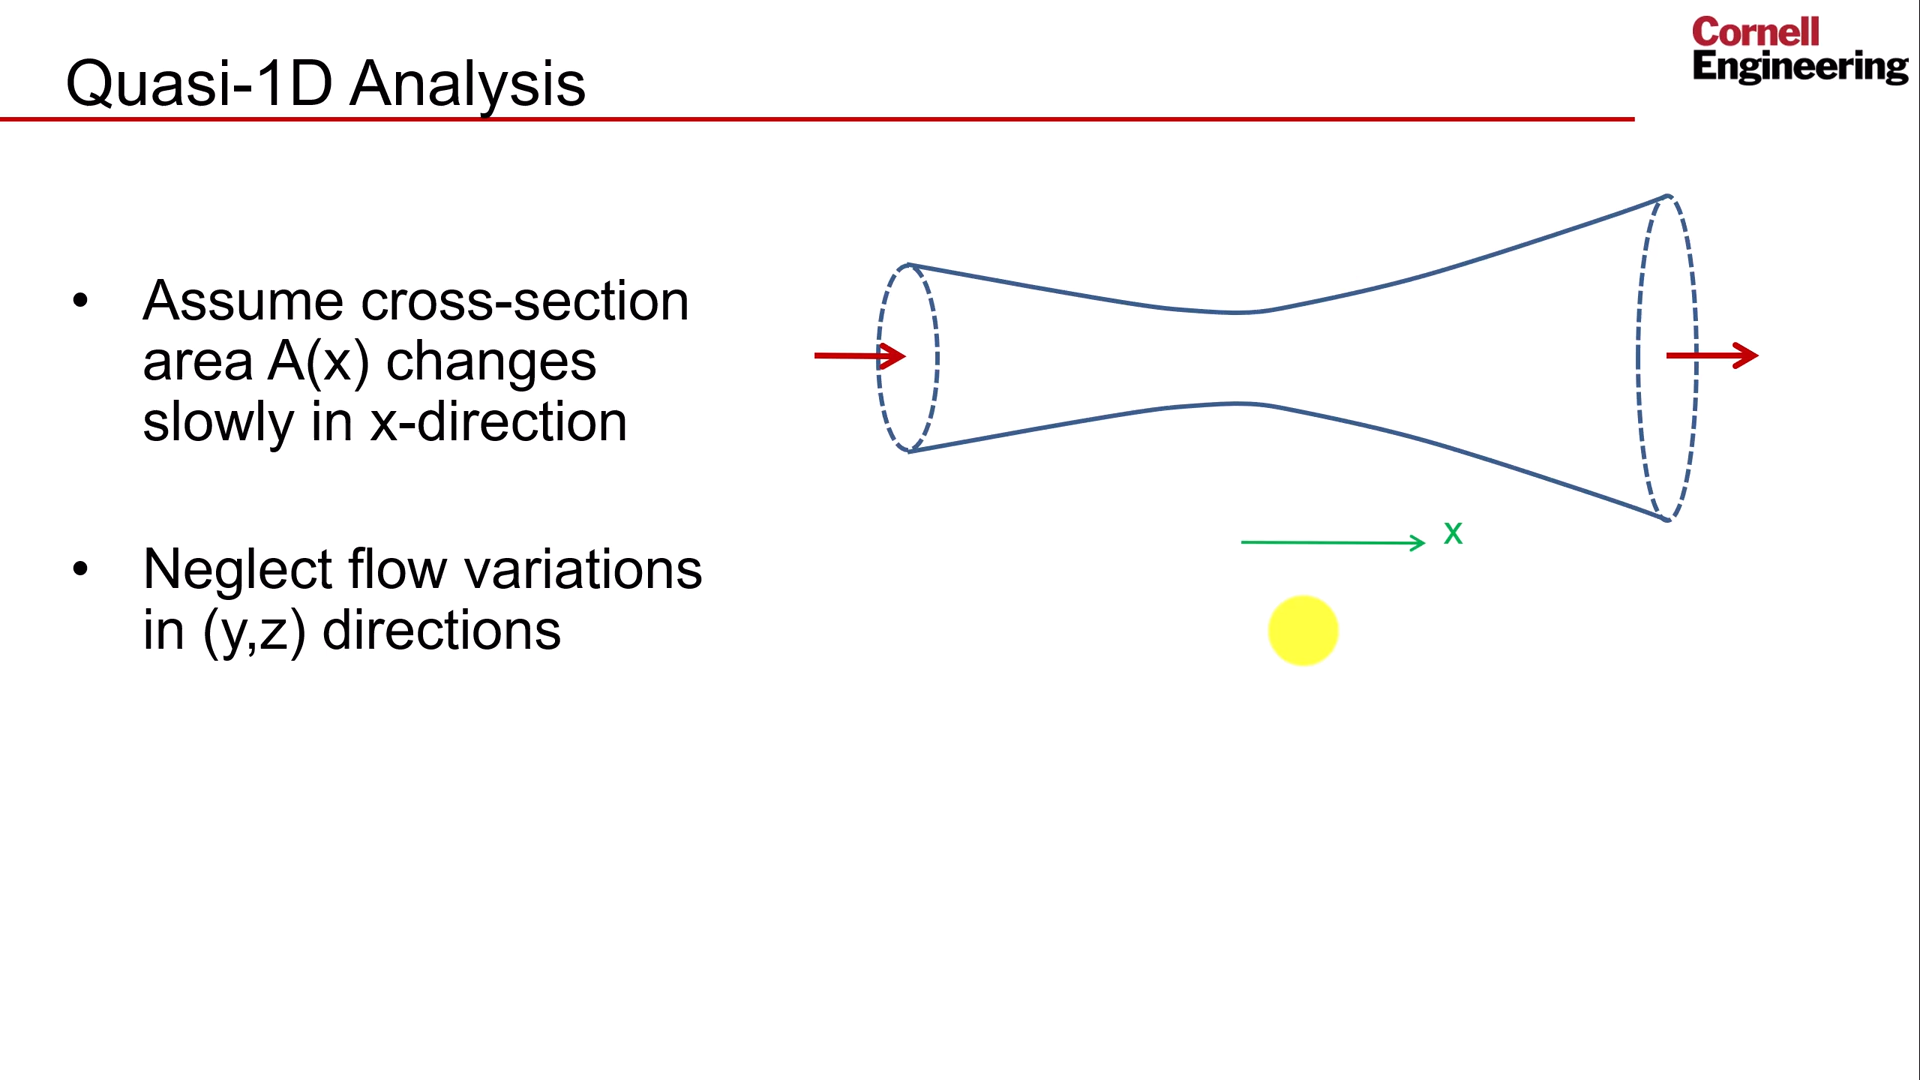 Quasi-1D Analysis
Cornell
Engineering
• Assume cross-section
area A(x) changes
slowly in x-direction
• Neglect flow variations
in (y,z) directions
x